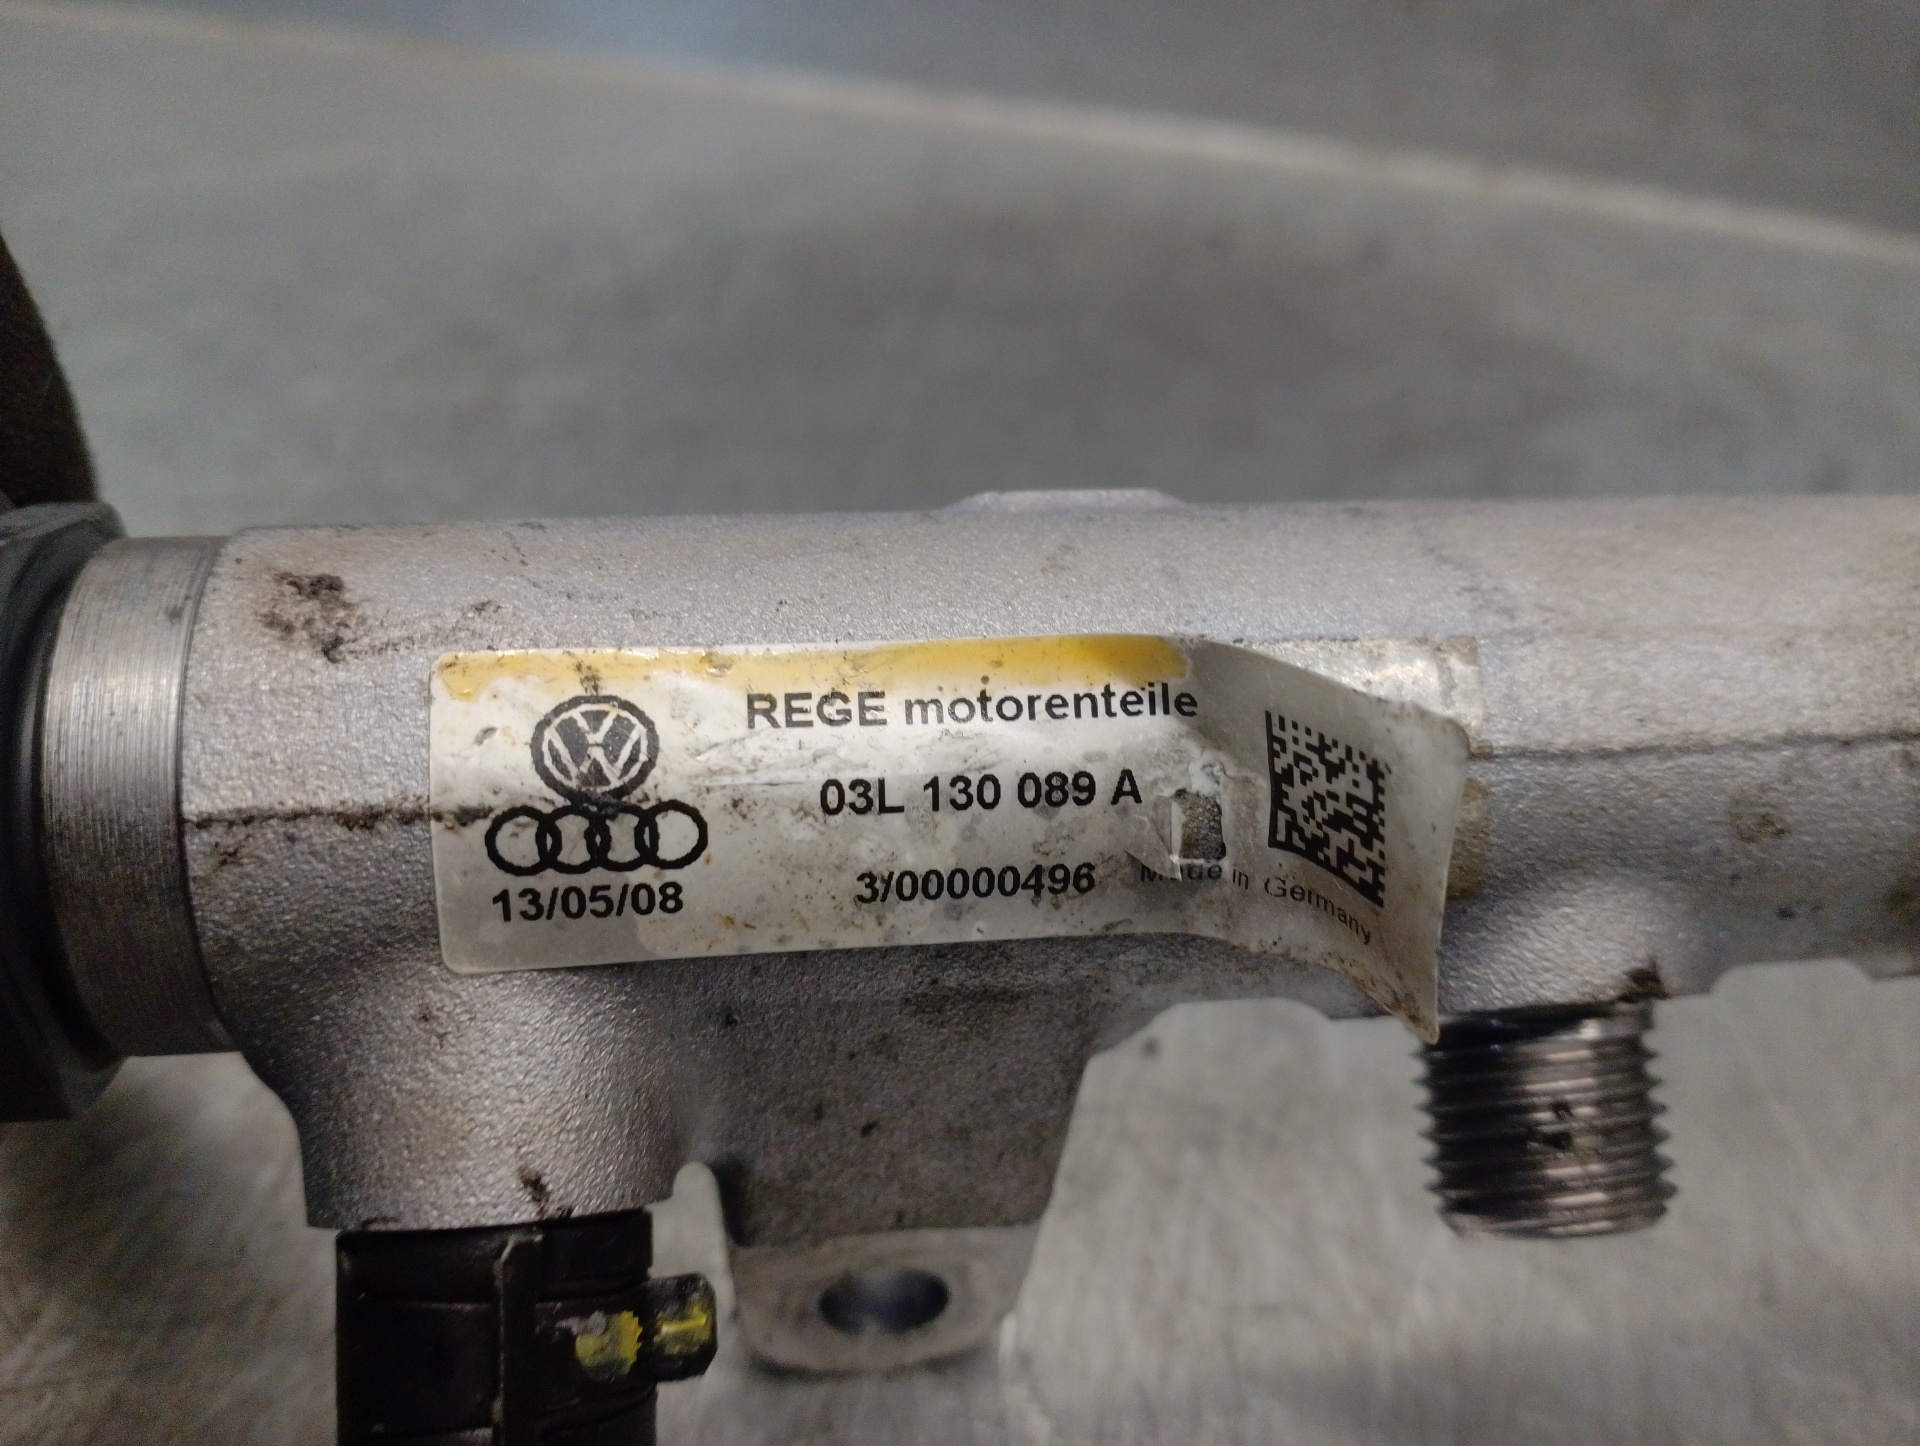 REGE motorenteile
03L 130 089 A
13/05/08
3/00000496
Made in Germany